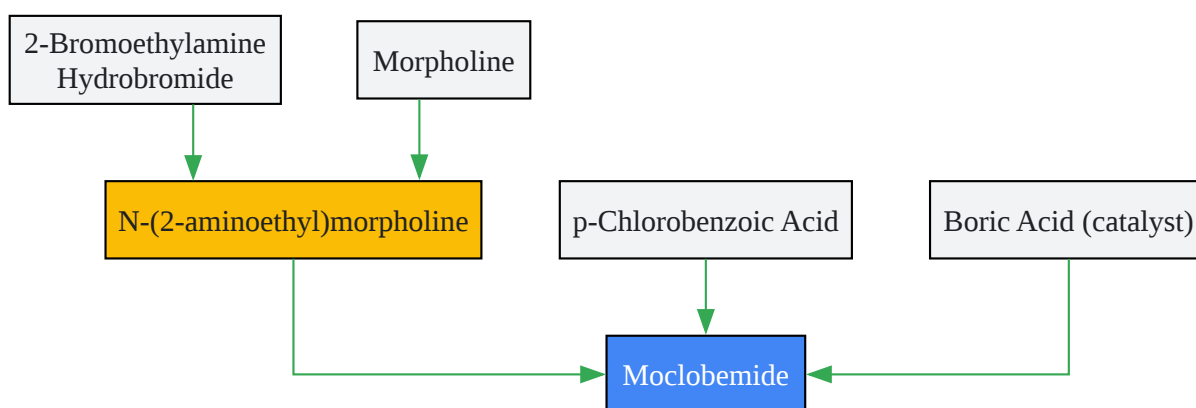 2-Bromoethylamine
Hydrobromide
Morpholine
N-(2-aminoethyl)morpholine
p-Chlorobenzoic Acid
Boric Acid (catalyst)
Moclobemide